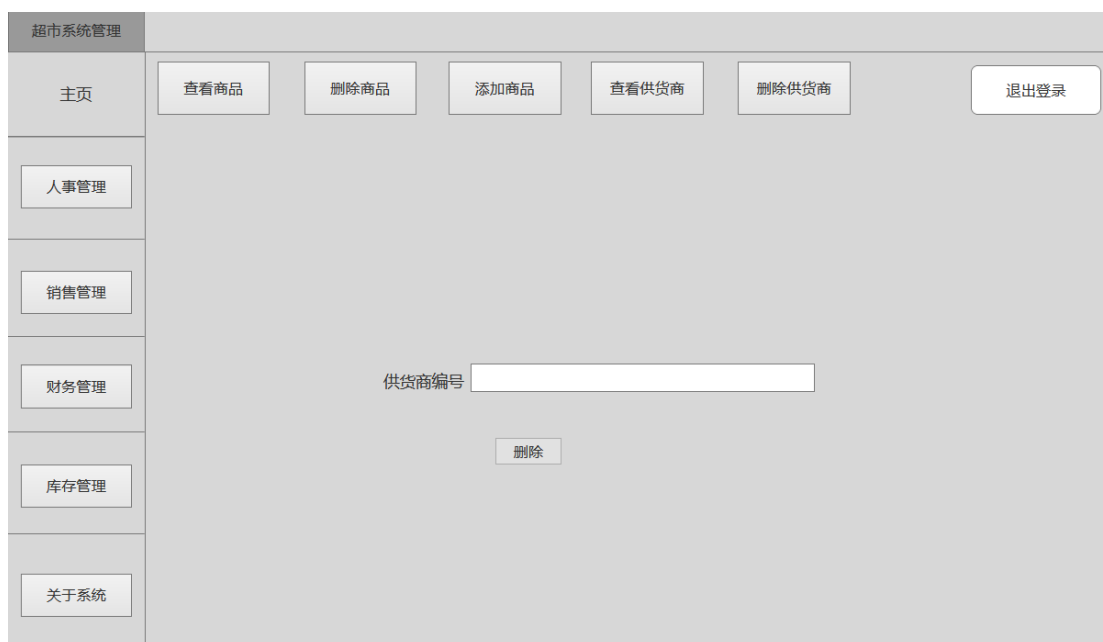 超市系统管理
主页
查看商品
删除商品
添加商品
查看供货商
删除供货商
退出登录
人事管理
销售管理
财务管理
库存管理
关于系统
供货商编号
删除